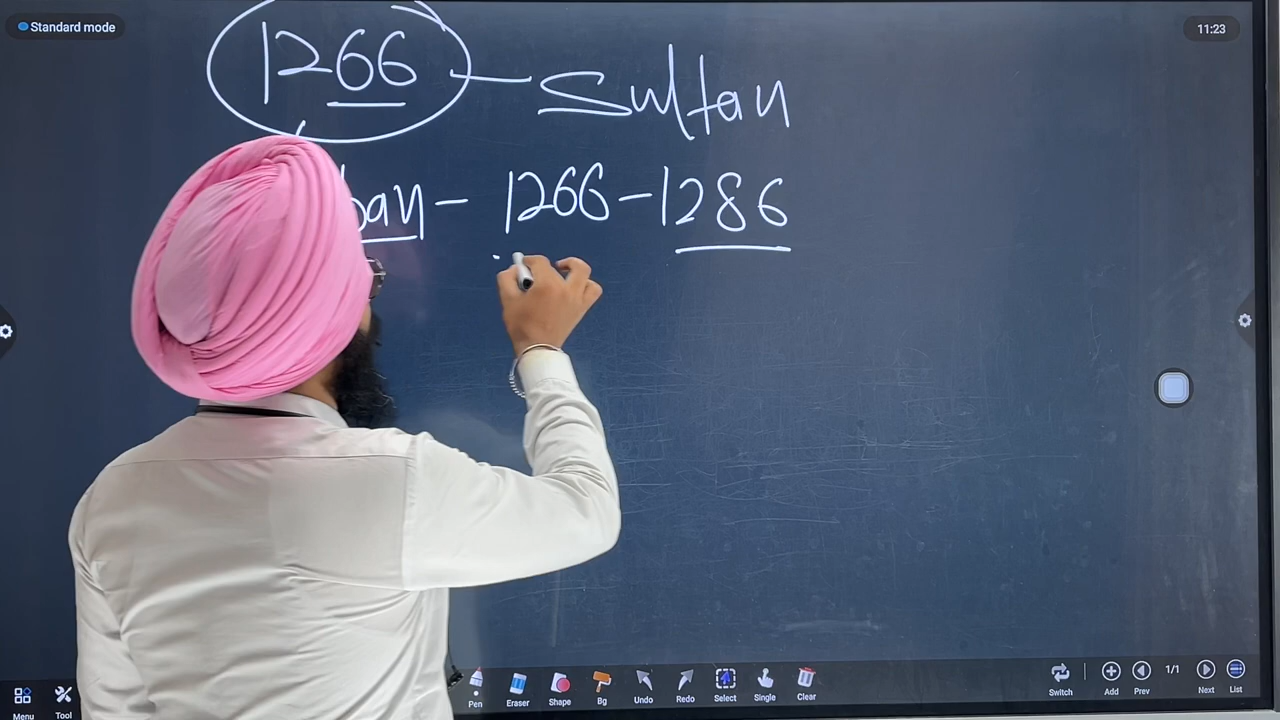 Standard mode
11:23
1266 — Sultan
ban - 1266-1286
Menu Tool Pen Eraser Shape Bg Undo Redo Select Single Clear Switch Add Prev 1/1 Next List